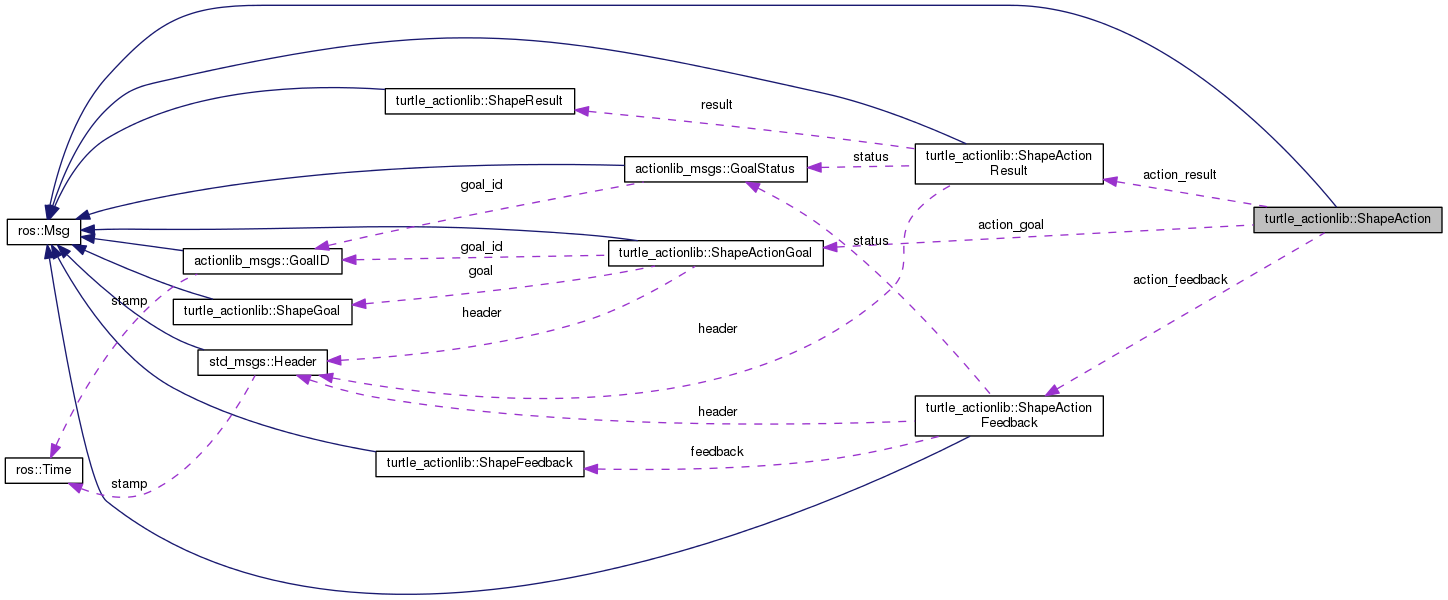 turtle_actionlib::ShapeResult
result
turtle_actionlib::ShapeAction
Result
status
actionlib_msgs::GoalStatus
action_result
goal_id
turtle_actionlib::ShapeAction
ros::Msg
action_goal
status
goal_id
turtle_actionlib::ShapeActionGoal
actionlib_msgs::GoalID
goal
action_feedback
stamp
turtle_actionlib::ShapeGoal
header
header
std_msgs::Header
turtle_actionlib::ShapeAction
Feedback
header
feedback
turtle_actionlib::ShapeFeedback
ros::Time
stamp